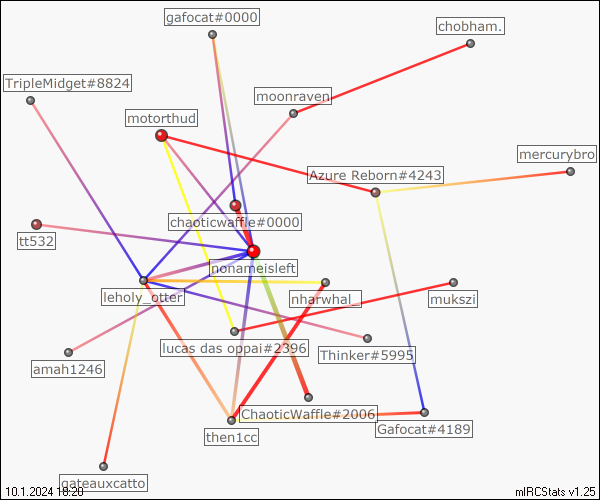 gafocat#0000
chobham.
TripleMidget#8824
moonraven
motorthud
mercurybro
Azure Reborn#4243
chaoticwaffle#0000
tt532
nonameisleft
leholy_otter
nharwhal_
mukszi
lucas das oppai#2396
Thinker#5995
amah1246
ChaoticWaffle#2006
Gafocat#4189
then1cc
gateauxcatto
10.1.2024 18:20
mIRCStats v1.25